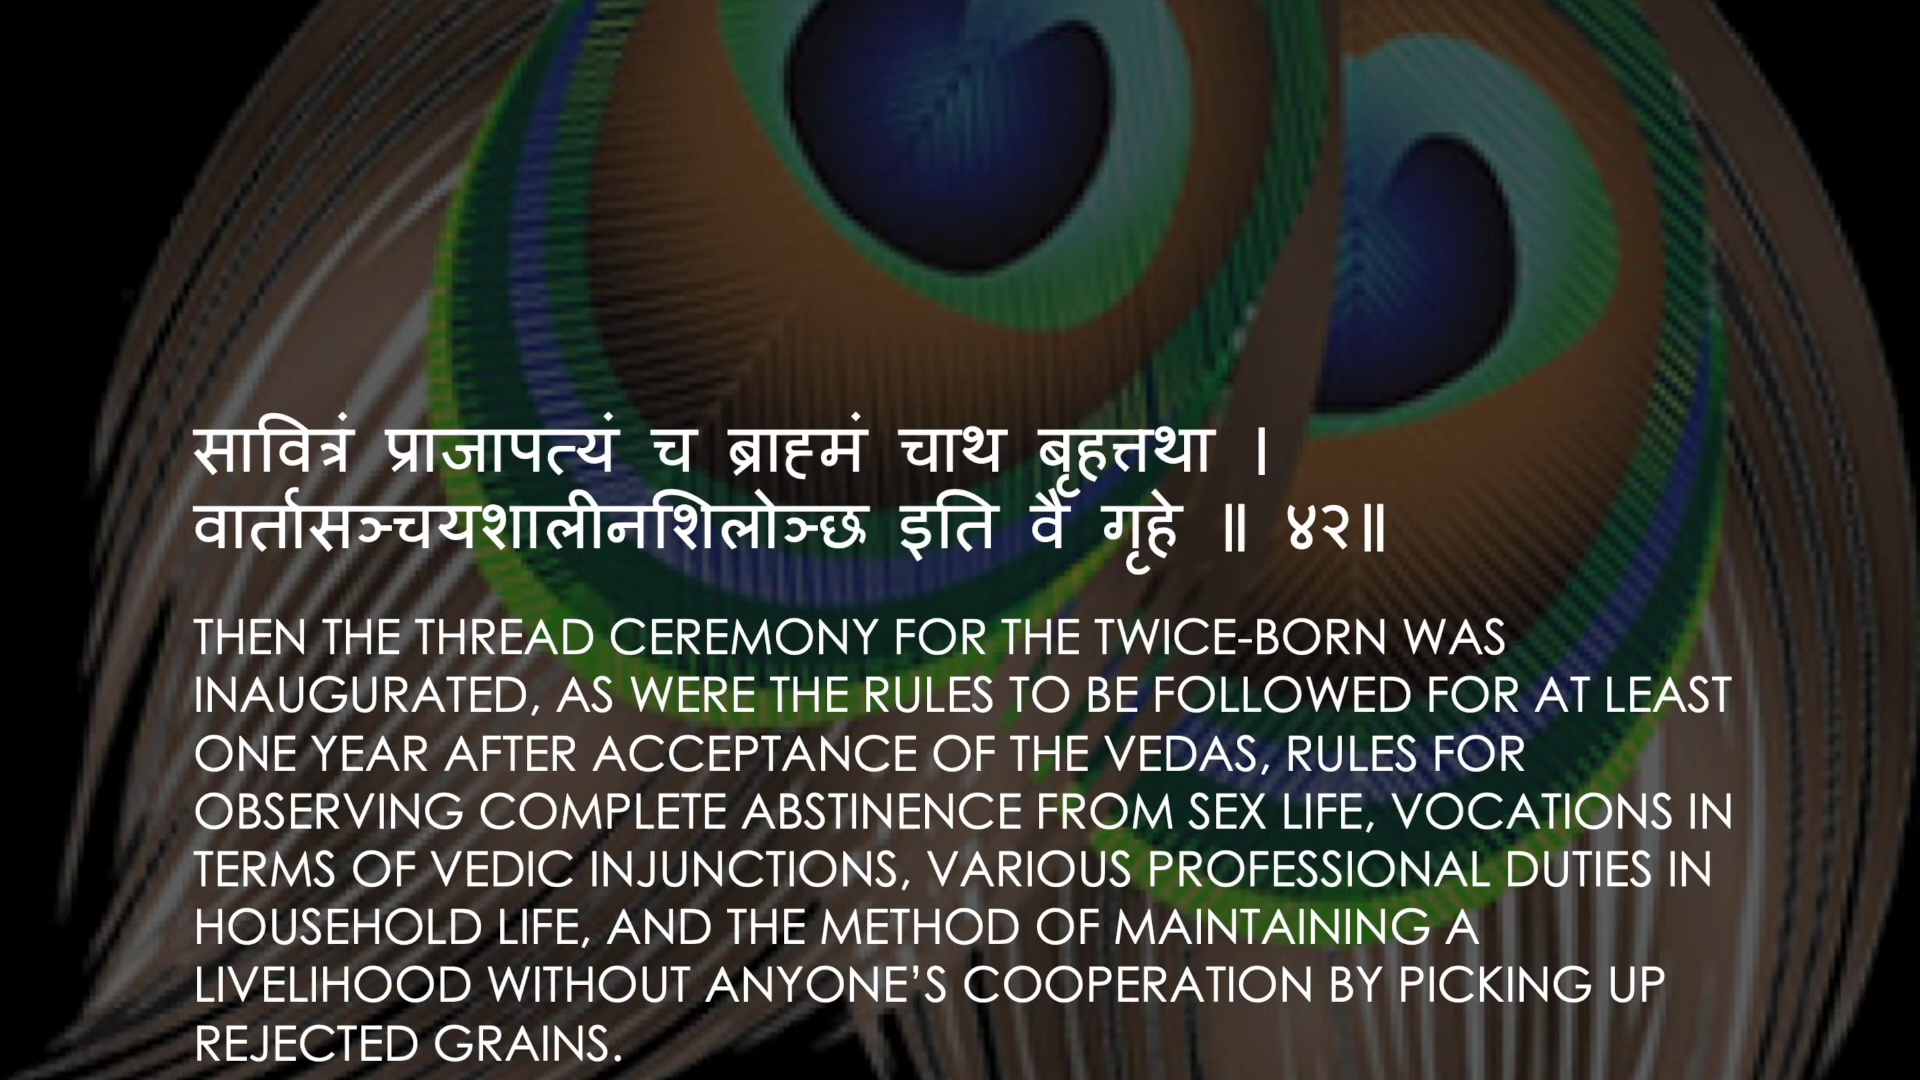 सावित्रं प्राजापत्यं च ब्राह्मं चाथ बृहत्तथा ।
वार्तासञ्चयशालीनशिलोञ्छ इति वै गृहे ॥ ४२॥
THEN THE THREAD CEREMONY FOR THE TWICE-BORN WAS
INAUGURATED, AS WERE THE RULES TO BE FOLLOWED FOR AT LEAST
ONE YEAR AFTER ACCEPTANCE OF THE VEDAS, RULES FOR
OBSERVING COMPLETE ABSTINENCE FROM SEX LIFE, VOCATIONS IN
TERMS OF VEDIC INJUNCTIONS, VARIOUS PROFESSIONAL DUTIES IN
HOUSEHOLD LIFE, AND THE METHOD OF MAINTAINING A
LIVELIHOOD WITHOUT ANYONE’S COOPERATION BY PICKING UP
REJECTED GRAINS.